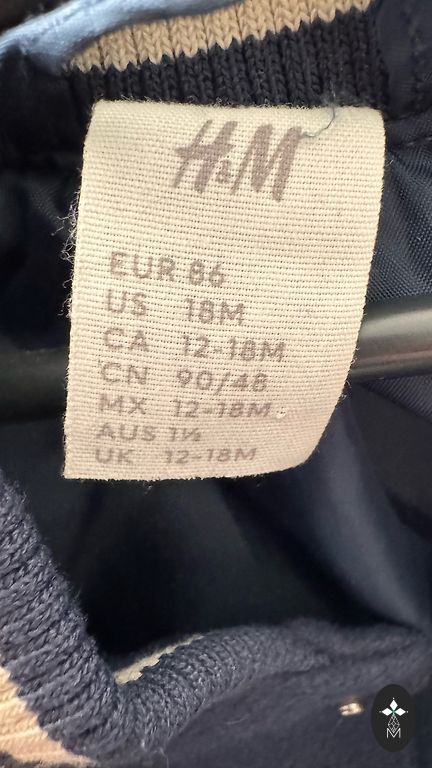 H&M
EUR 86
US 18M
CA 12-18M
CN 90/48
MX 12-18M
AUS 1½
UK 12-18M
M